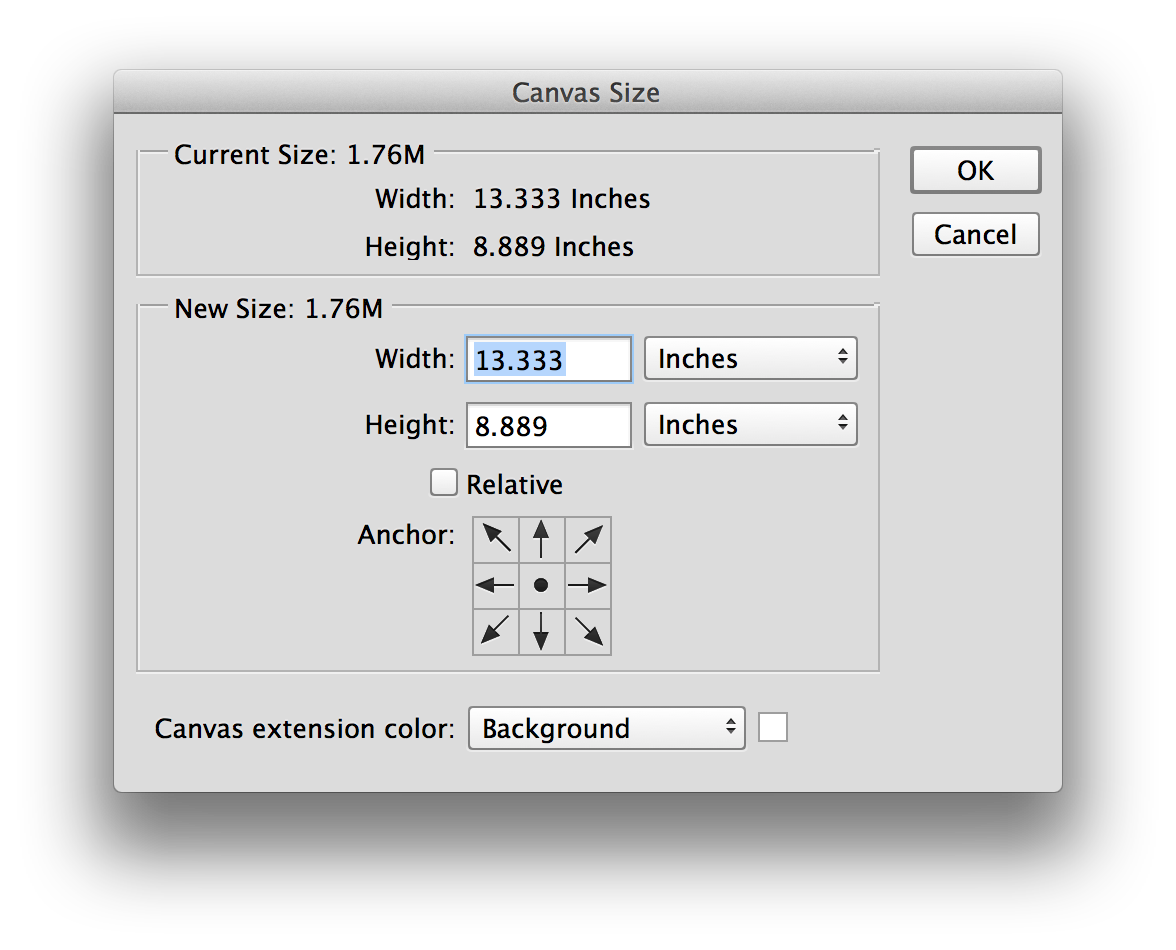 Canvas Size
Current Size: 1.76M
OK
Width: 13.333 Inches
Cancel
Height: 8.889 Inches
New Size: 1.76M
Width: 13.333 Inches
Height: 8.889 Inches
Relative
Anchor:
Canvas extension color: Background